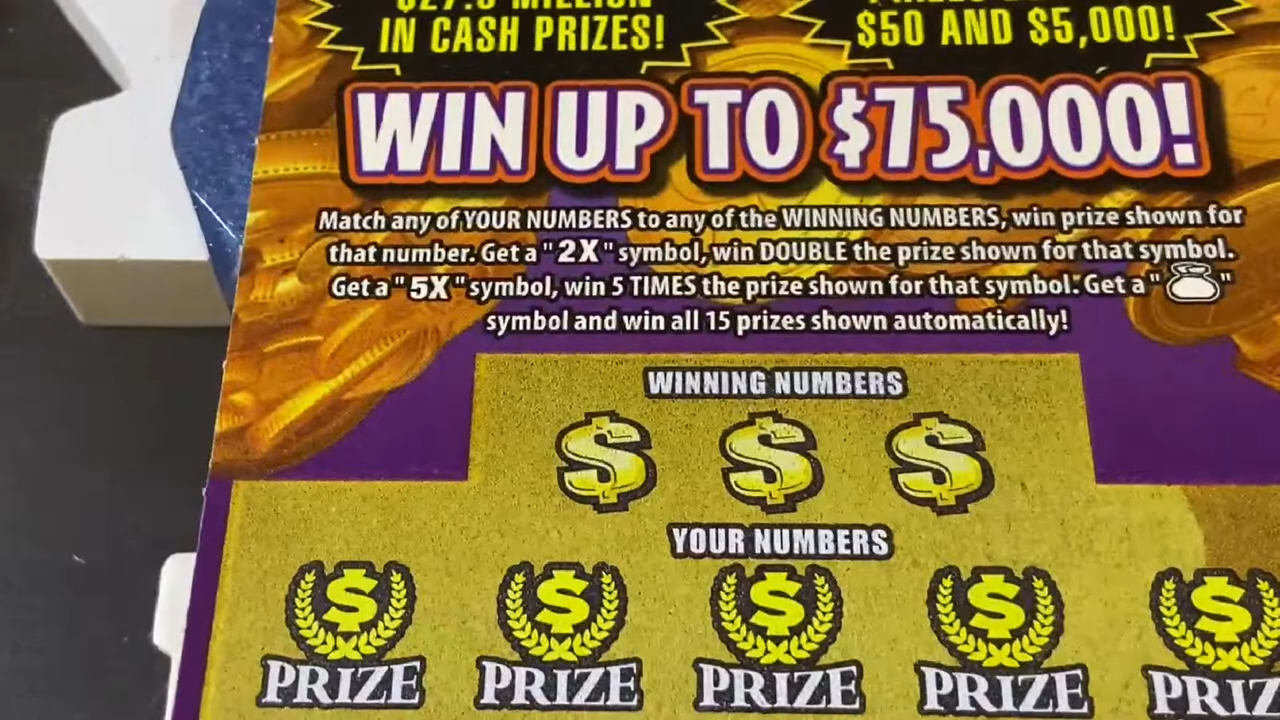 IN CASH PRIZES!
$50 AND $5,000!
WIN UP TO $75,000!
Match any of YOUR NUMBERS to any of the WINNING NUMBERS, win prize shown for
that number. Get a "2X" symbol, win DOUBLE the prize shown for that symbol.
Get a "5X" symbol, win 5 TIMES the prize shown for that symbol. Get a " "
symbol and win all 15 prizes shown automatically!
WINNING NUMBERS
$ $ $
YOUR NUMBERS
$ $ $ $ $
PRIZE PRIZE PRIZE PRIZE PRIZ